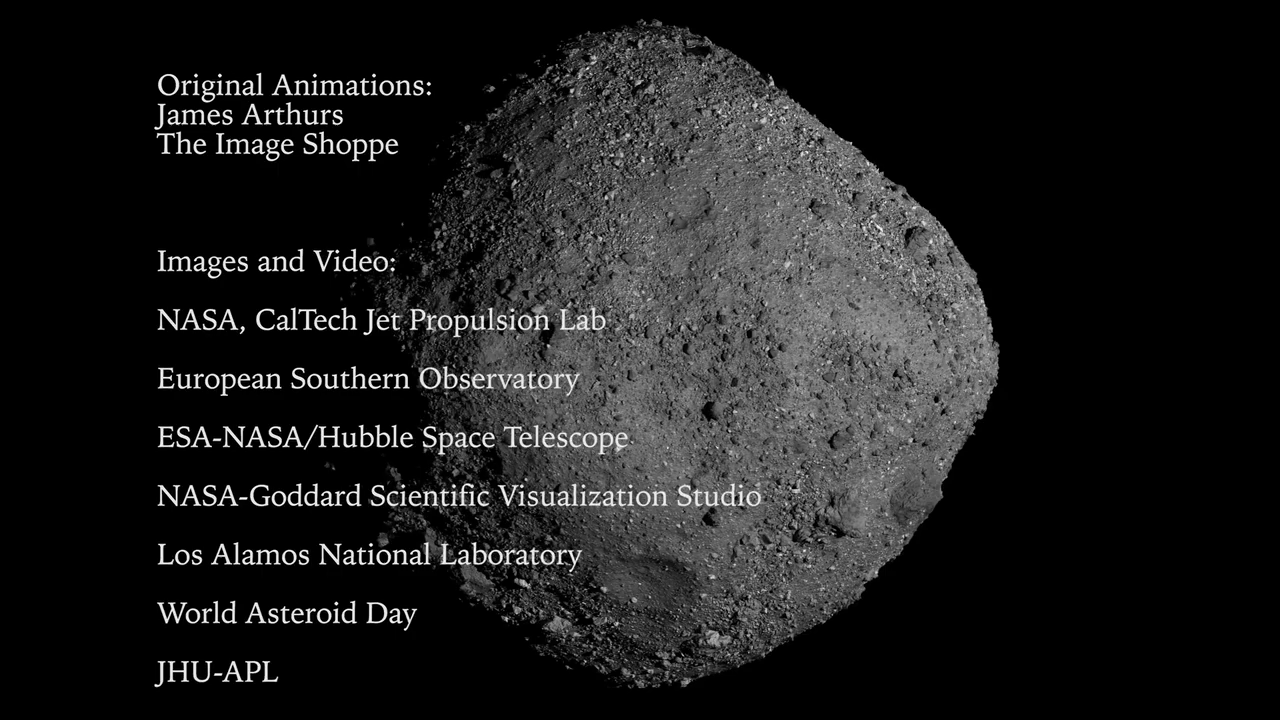 Original Animations:
James Arthurs
The Image Shoppe
Images and Video:
NASA, CalTech Jet Propulsion Lab
European Southern Observatory
ESA-NASA/Hubble Space Telescope
NASA-Goddard Scientific Visualization Studio
Los Alamos National Laboratory
World Asteroid Day
JHU-APL